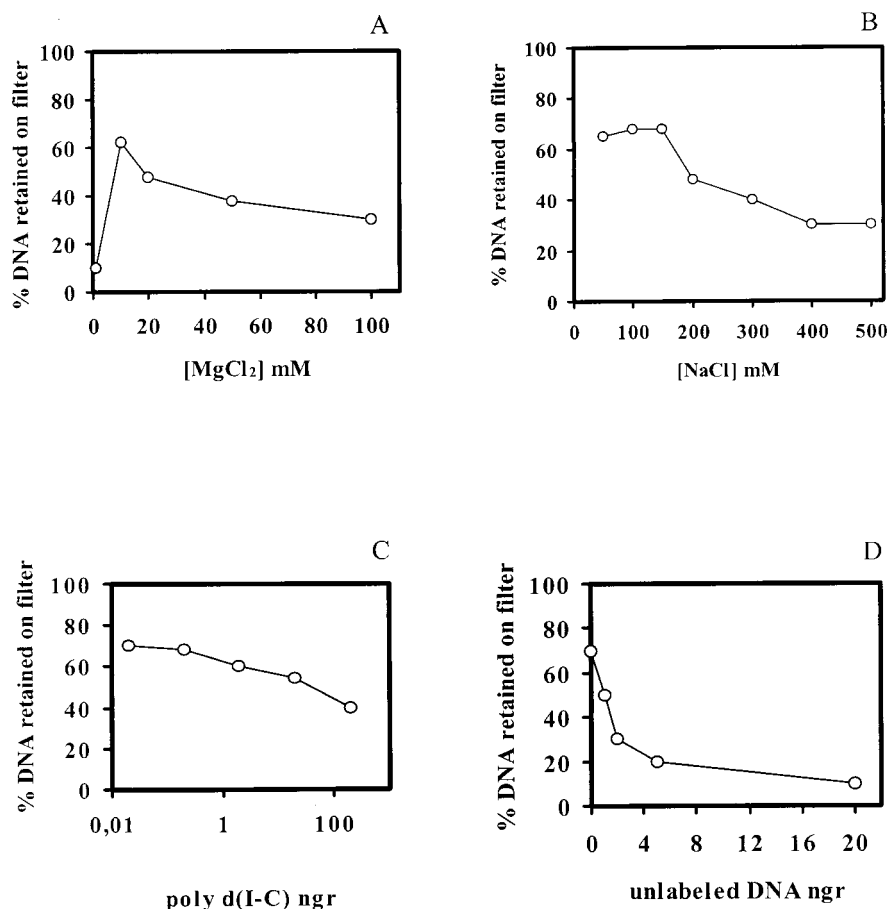 A
% DNA retained on filter
100
80
60
40
20
0
0 20 40 60 80 100
[MgCl₂] mM
B
% DNA retained on filter
100
80
60
40
20
0
0 100 200 300 400 500
[NaCl] mM
C
% DNA retained on filter
100
80
60
40
20
0
0,01 1 100
poly d(I-C) ngr
D
% DNA retained on filter
100
80
60
40
20
0
0 4 8 12 16 20
unlabeled DNA ngr